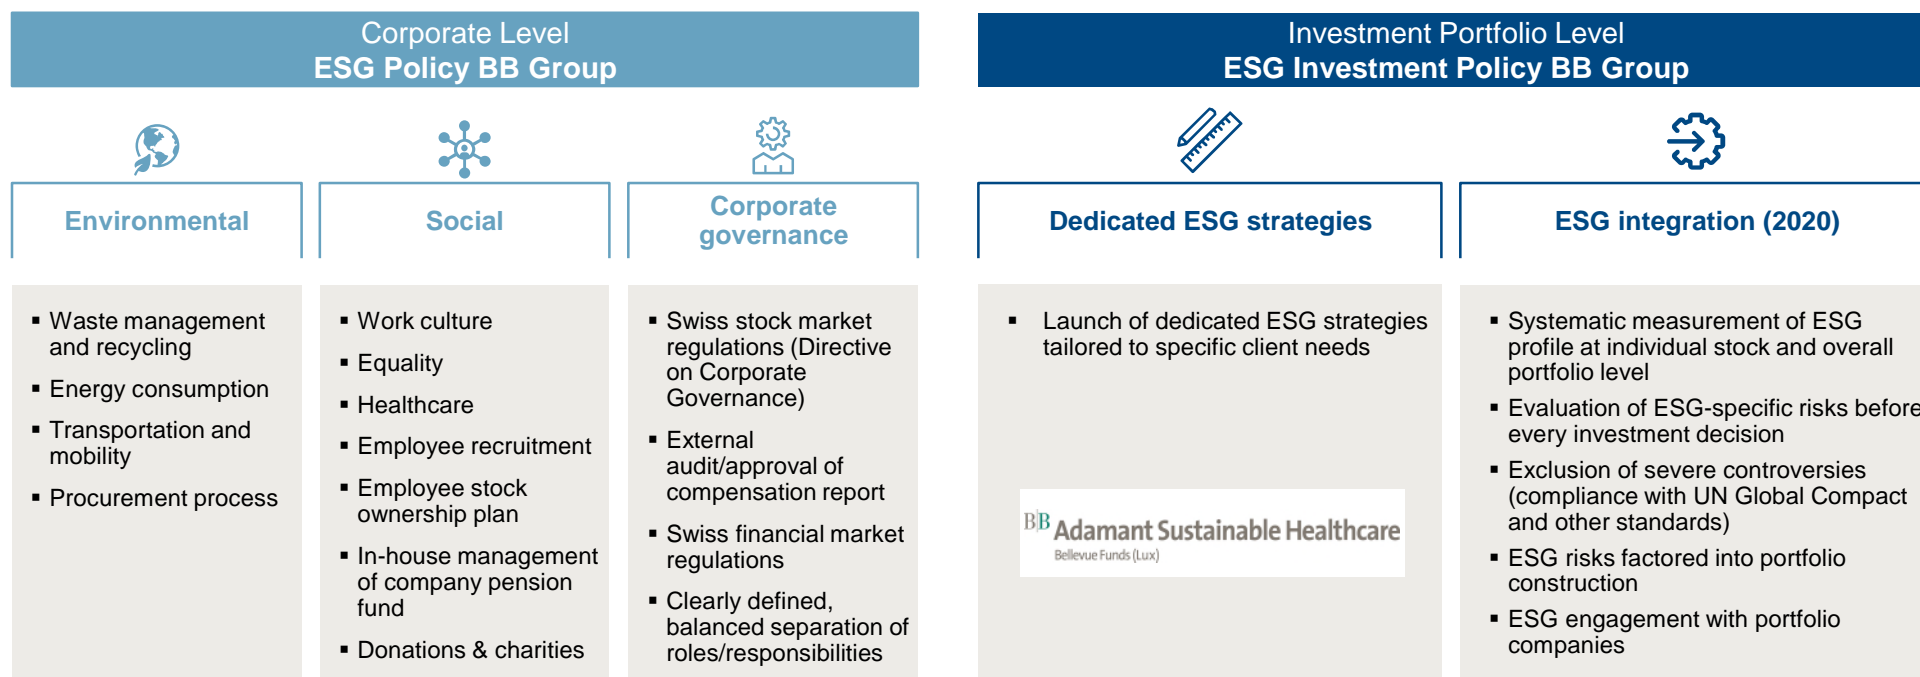 Corporate Level
ESG Policy BB Group
Environmental
▪ Waste management
and recycling
▪ Energy consumption
▪ Transportation and
mobility
▪ Procurement process
Social
▪ Work culture
▪ Equality
▪ Healthcare
▪ Employee recruitment
▪ Employee stock
ownership plan
▪ In-house management
of company pension
fund
▪ Donations & charities
Corporate
governance
▪ Swiss stock market
regulations (Directive
on Corporate
Governance)
▪ External
audit/approval of
compensation report
▪ Swiss financial market
regulations
▪ Clearly defined,
balanced separation of
roles/responsibilities
Investment Portfolio Level
ESG Investment Policy BB Group
Dedicated ESG strategies
▪ Launch of dedicated ESG strategies
tailored to specific client needs
B|B Adamant Sustainable Healthcare
Bellevue Funds (Lux)
ESG integration (2020)
▪ Systematic measurement of ESG
profile at individual stock and overall
portfolio level
▪ Evaluation of ESG-specific risks before
every investment decision
▪ Exclusion of severe controversies
(compliance with UN Global Compact
and other standards)
▪ ESG risks factored into portfolio
construction
▪ ESG engagement with portfolio
companies